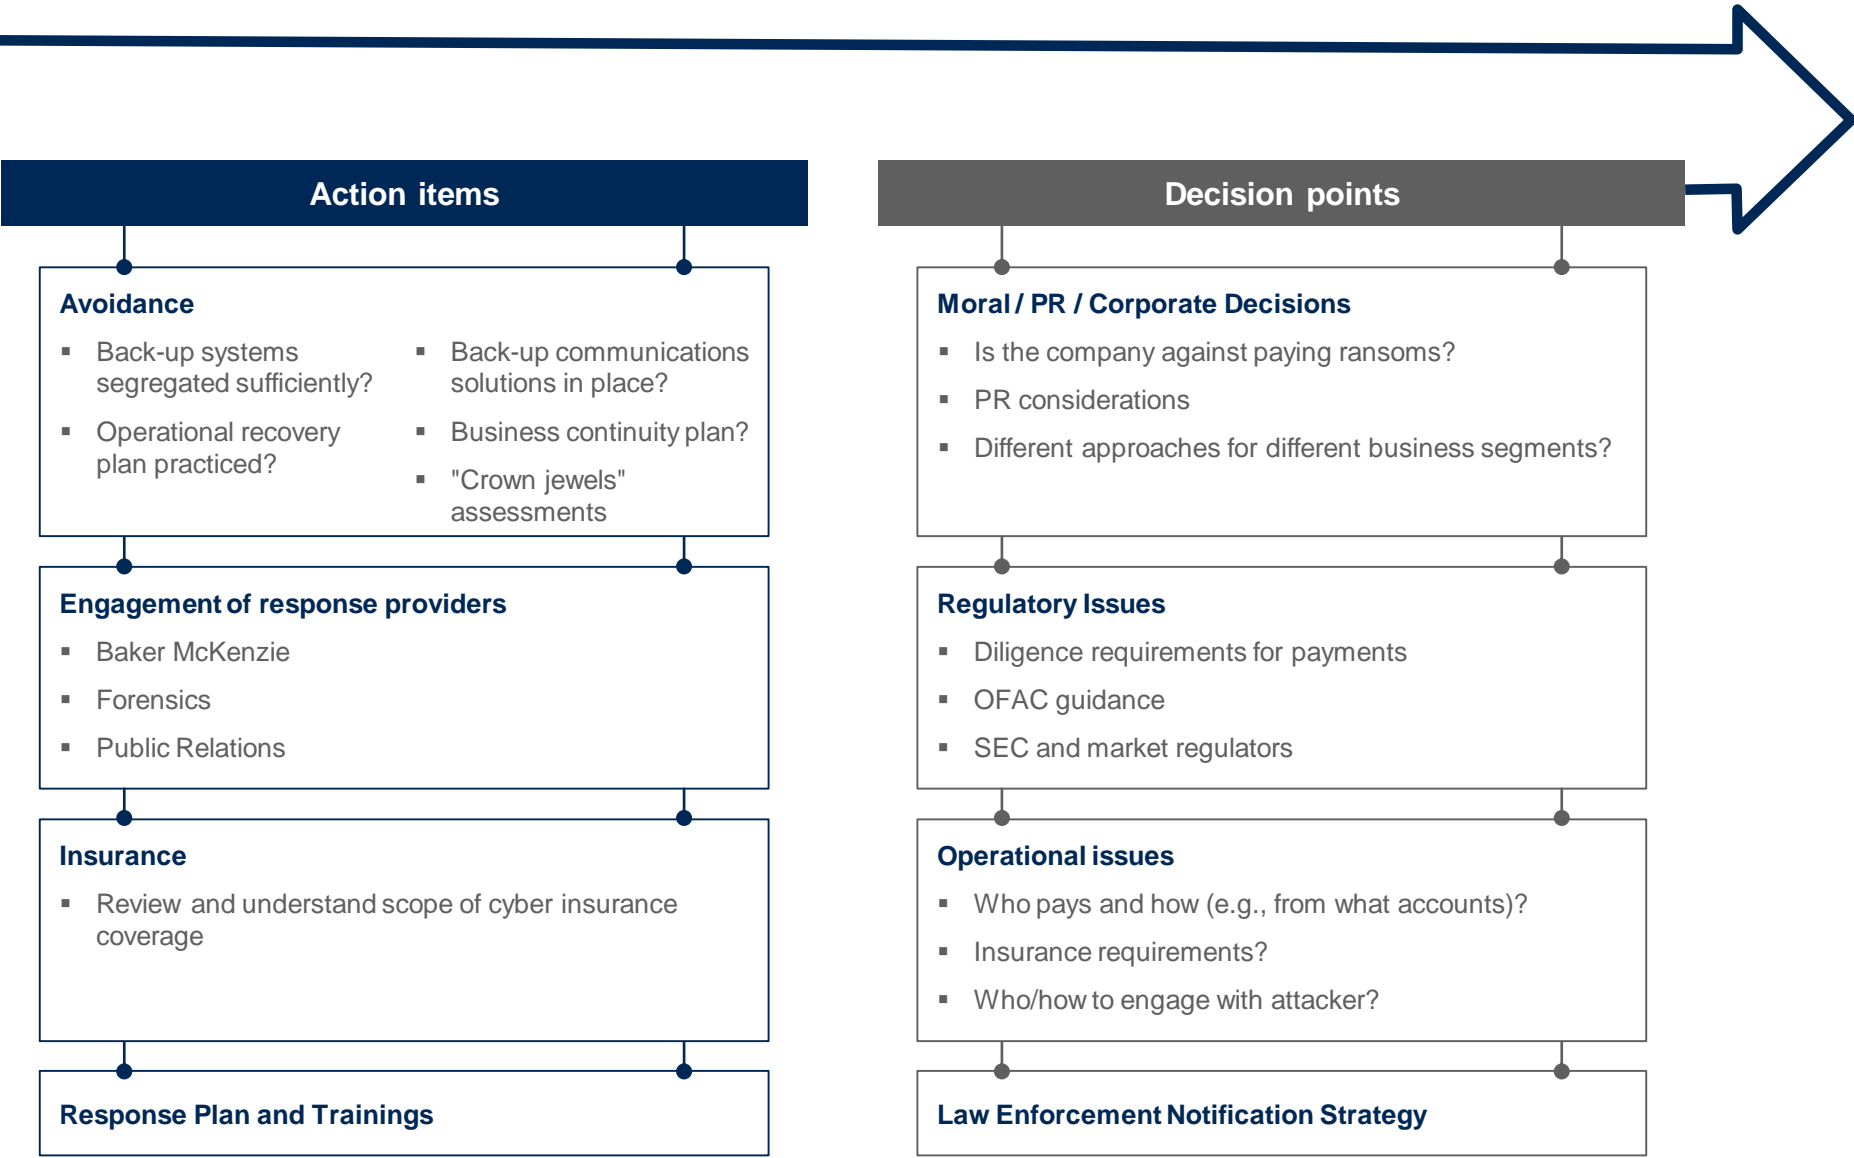 Action items
Avoidance
▪ Back-up systems
segregated sufficiently?
▪ Operational recovery
plan practiced?
▪ Back-up communications
solutions in place?
▪ Business continuity plan?
▪ "Crown jewels"
assessments
Engagement of response providers
▪ Baker McKenzie
▪ Forensics
▪ Public Relations
Insurance
▪ Review and understand scope of cyber insurance
coverage
Response Plan and Trainings
Decision points
Moral / PR / Corporate Decisions
▪ Is the company against paying ransoms?
▪ PR considerations
▪ Different approaches for different business segments?
Regulatory Issues
▪ Diligence requirements for payments
▪ OFAC guidance
▪ SEC and market regulators
Operational issues
▪ Who pays and how (e.g., from what accounts)?
▪ Insurance requirements?
▪ Who/how to engage with attacker?
Law Enforcement Notification Strategy